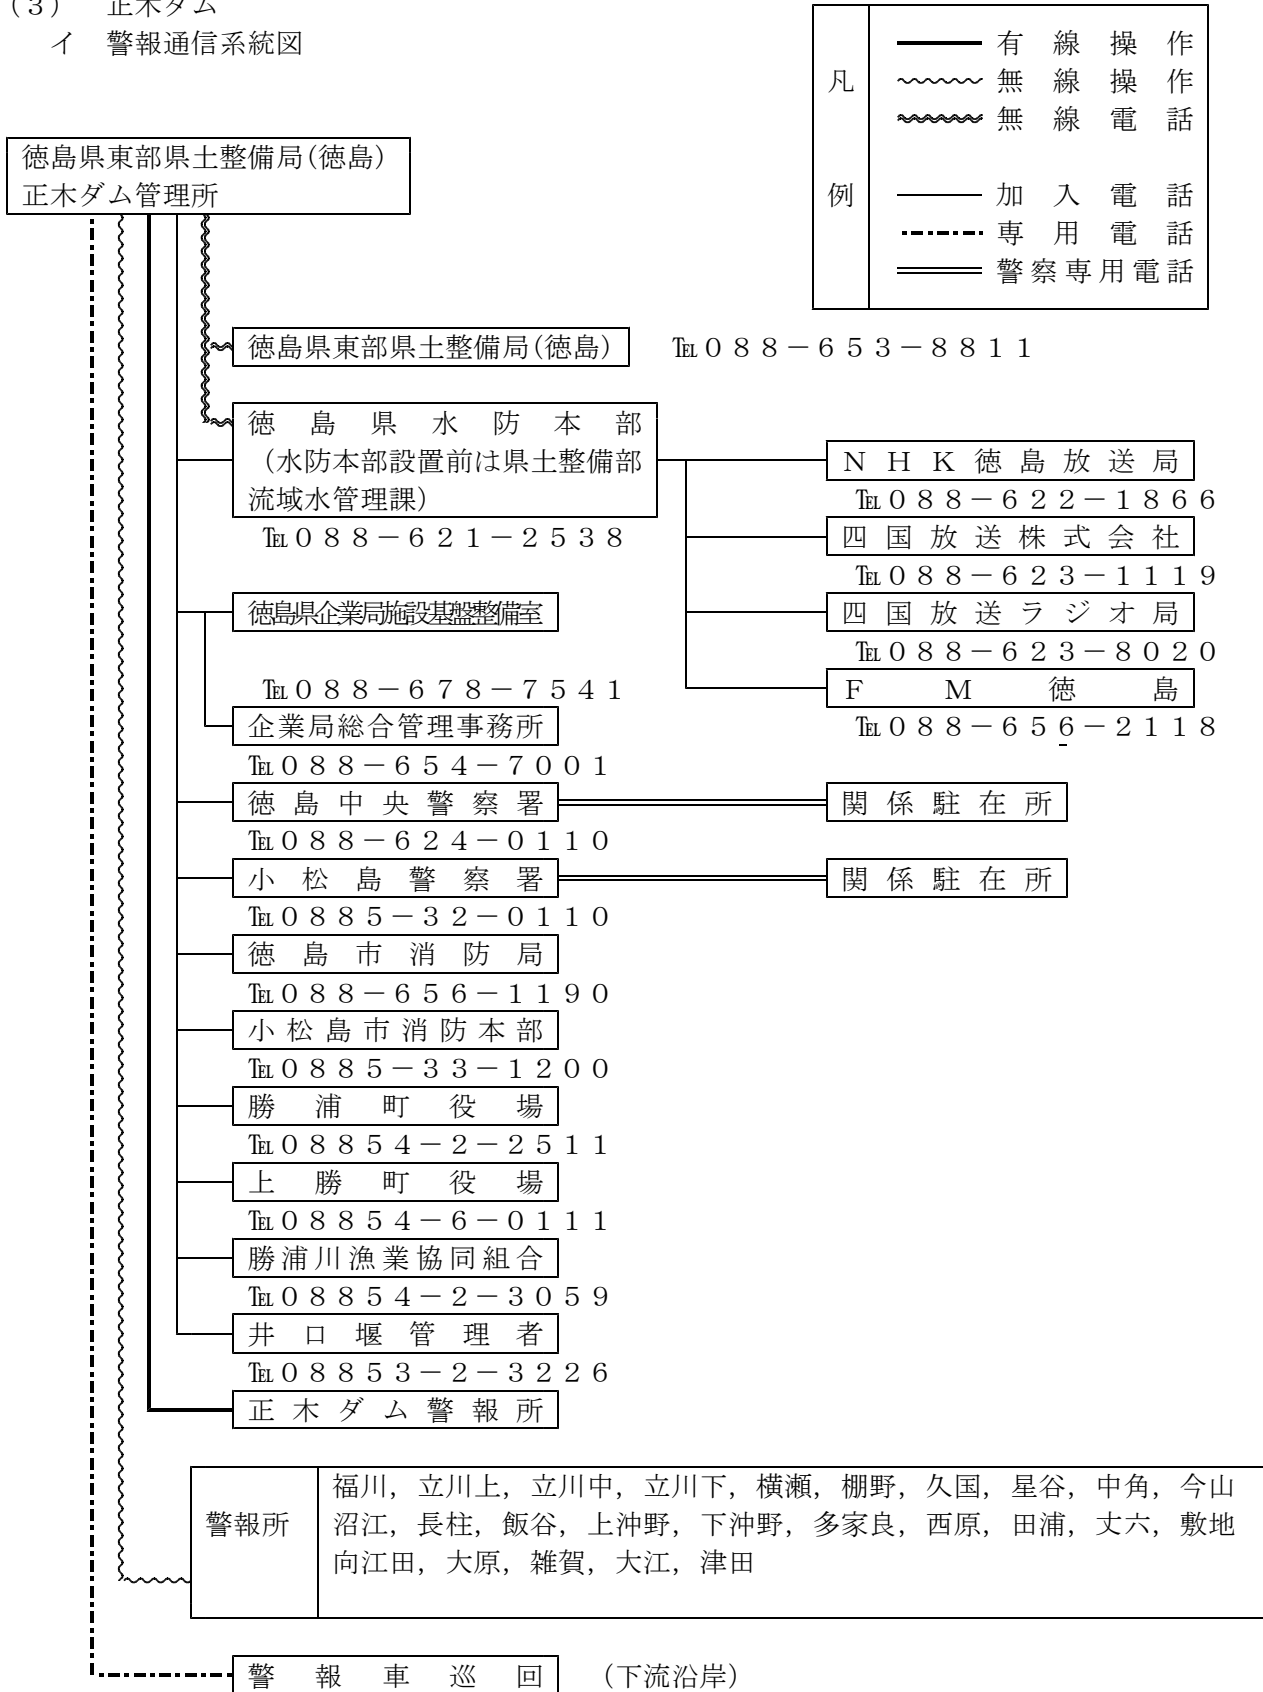 (3) 正木ダム
イ 警報通信系統図
凡例
有線操作
無線操作
無線電話
加入電話
専用電話
警察専用電話
徳島県東部県土整備局(徳島)
正木ダム管理所
徳島県東部県土整備局(徳島) ℡088-653-8811
徳島県水防本部
(水防本部設置前は県土整備部
流域水管理課)
℡088-621-2538
NHK徳島放送局
℡088-622-1866
四国放送株式会社
℡088-623-1119
四国放送ラジオ局
℡088-623-8020
FM徳島
℡088-656-2118
徳島県企業局施設基盤整備室
℡088-678-7541
企業局総合管理事務所
℡088-654-7001
徳島中央警察署 関係駐在所
℡088-624-0110
小松島警察署 関係駐在所
℡0885-32-0110
徳島市消防局
℡088-656-1190
小松島市消防本部
℡0885-33-1200
勝浦町役場
℡08854-2-2511
上勝町役場
℡08854-6-0111
勝浦川漁業協同組合
℡08854-2-3059
井口堰管理者
℡08853-2-3226
正木ダム警報所
警報所
福川,立川上,立川中,立川下,横瀬,棚野,久国,星谷,中角,今山
沼江,長柱,飯谷,上沖野,下沖野,多家良,西原,田浦,丈六,敷地
向江田,大原,雑賀,大江,津田
警報車巡回 (下流沿岸)